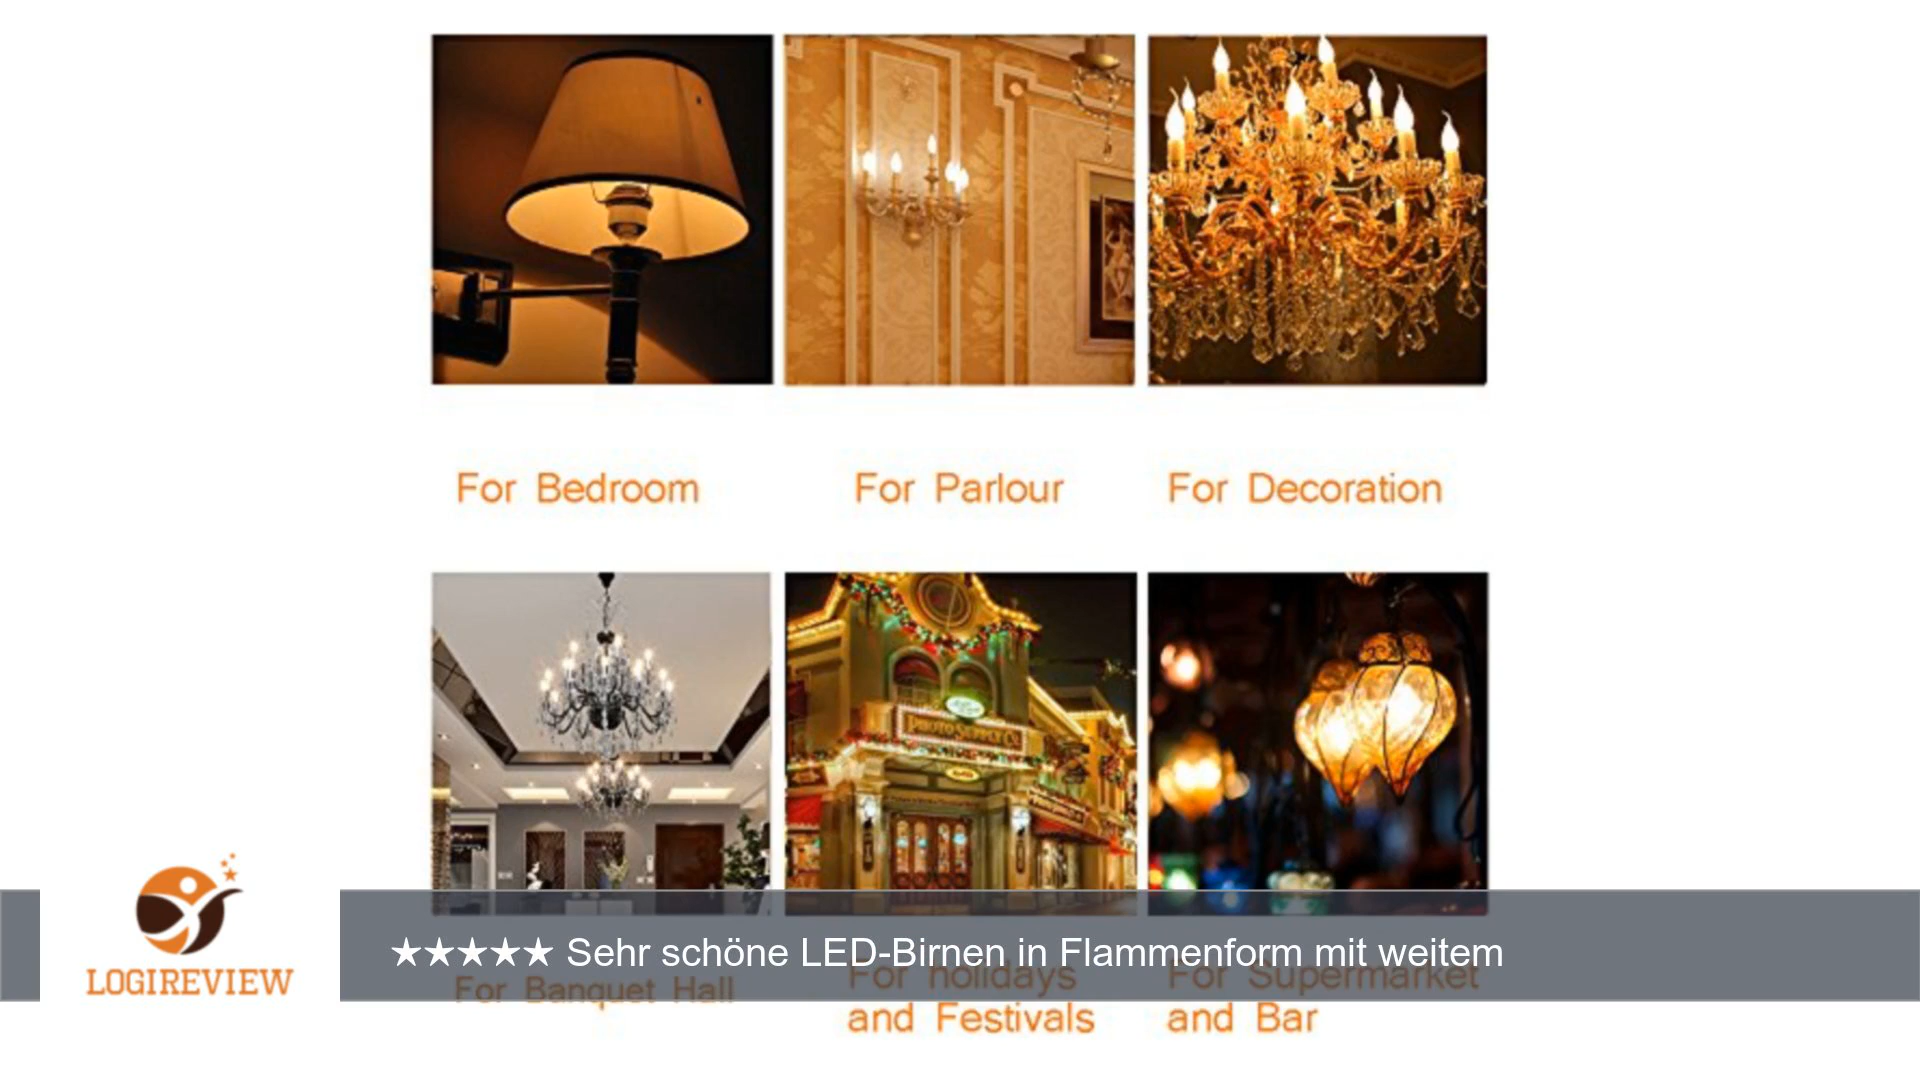 For Bedroom
For Parlour
For Decoration
PHOTO SUPPLY CO
★★★★★ Sehr schöne LED-Birnen in Flammenform mit weitem
LOGIREVIEW
For Banquet Hall
For holidays
and Festivals
For Supermarket
and Bar